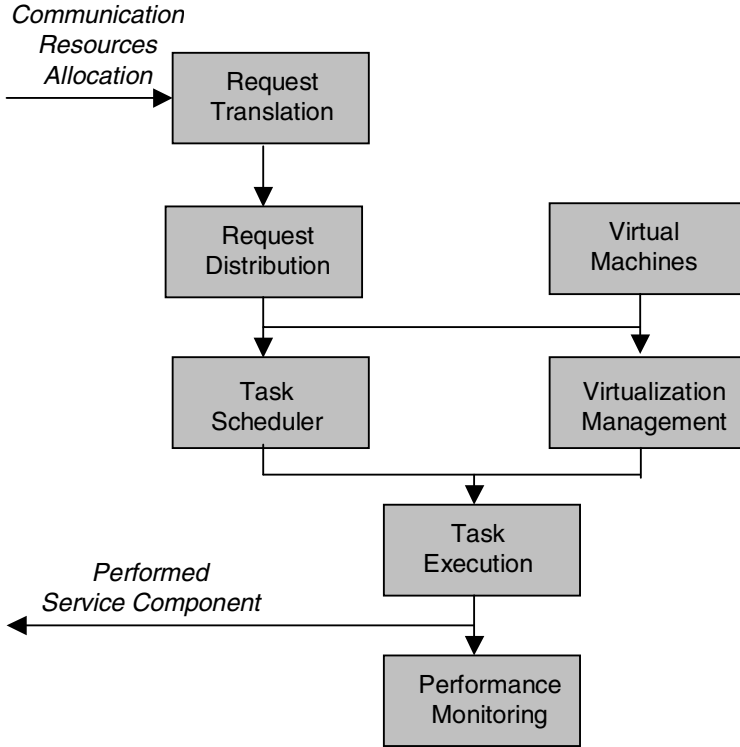 Communication
Resources
Allocation
Request
Translation
Request
Distribution
Virtual
Machines
Task
Scheduler
Virtualization
Management
Task
Execution
Performed
Service Component
Performance
Monitoring